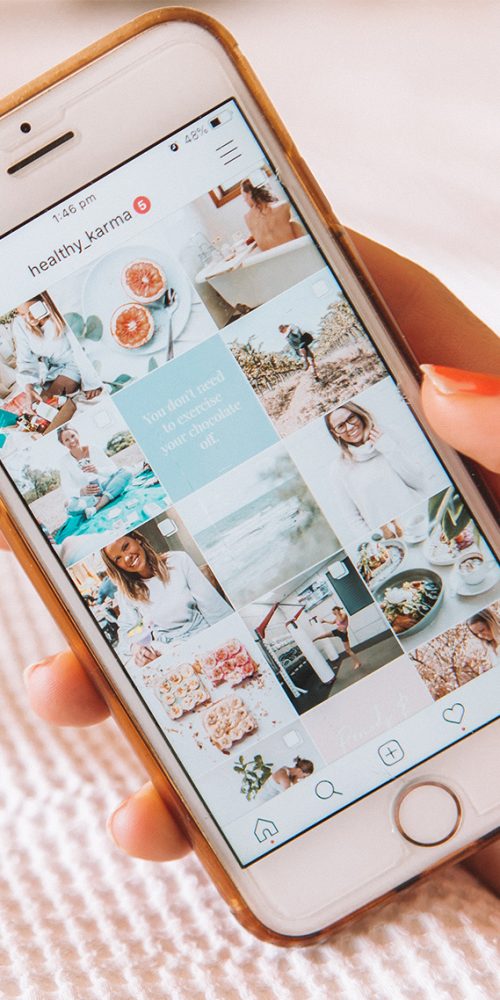 1:46 pm
48%
healthy_karma 5
You don't need
to exercise
your chocolate
off.